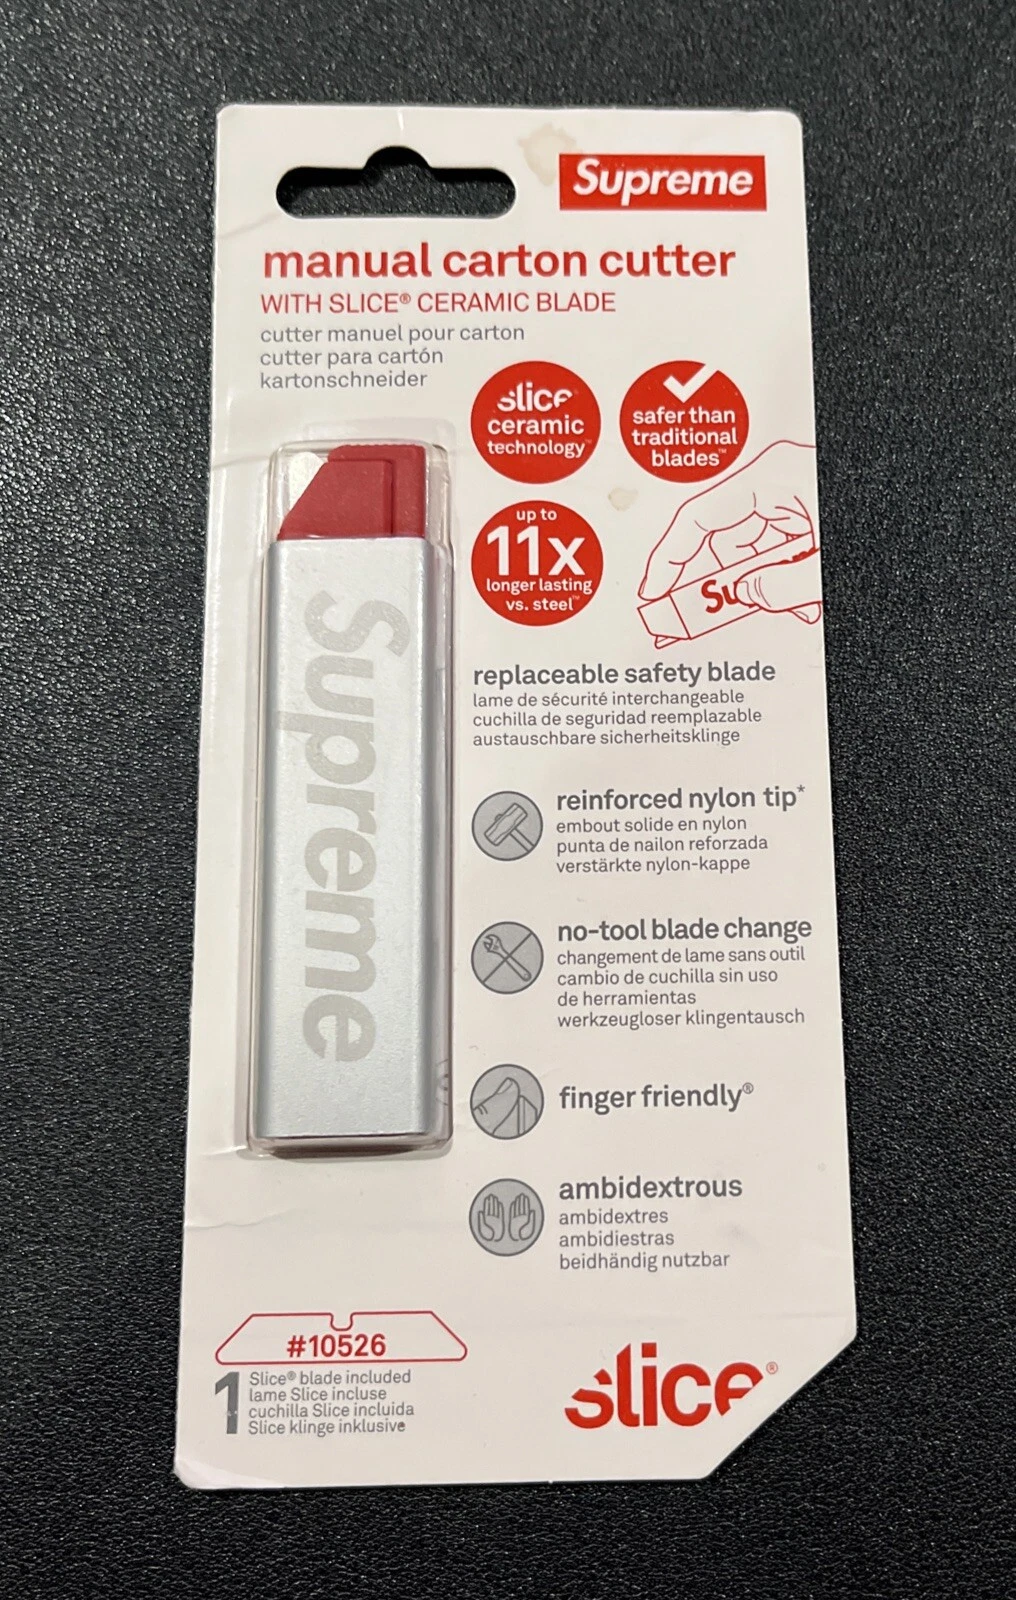 Supreme
manual carton cutter
WITH SLICE® CERAMIC BLADE
cutter manuel pour carton
cutter para cartón
kartonschneider
slice
ceramic
technology™
safer than
traditional
blades™
up to
11x
longer lasting
vs. steel™
Su
Supreme
replaceable safety blade
lame de sécurité interchangeable
cuchilla de seguridad reemplazable
austauschbare sicherheitsklinge
reinforced nylon tip*
embout solide en nylon
punta de nailon reforzada
verstärkte nylon-kappe
no-tool blade change
changement de lame sans outil
cambio de cuchilla sin uso
de herramientas
werkzeugloser klingentausch
finger friendly®
ambidextrous
ambidextres
ambidiestras
beidhändig nutzbar
#10526
1
Slice® blade included
lame Slice incluse
cuchilla Slice incluida
Slice klinge inklusive
slice®